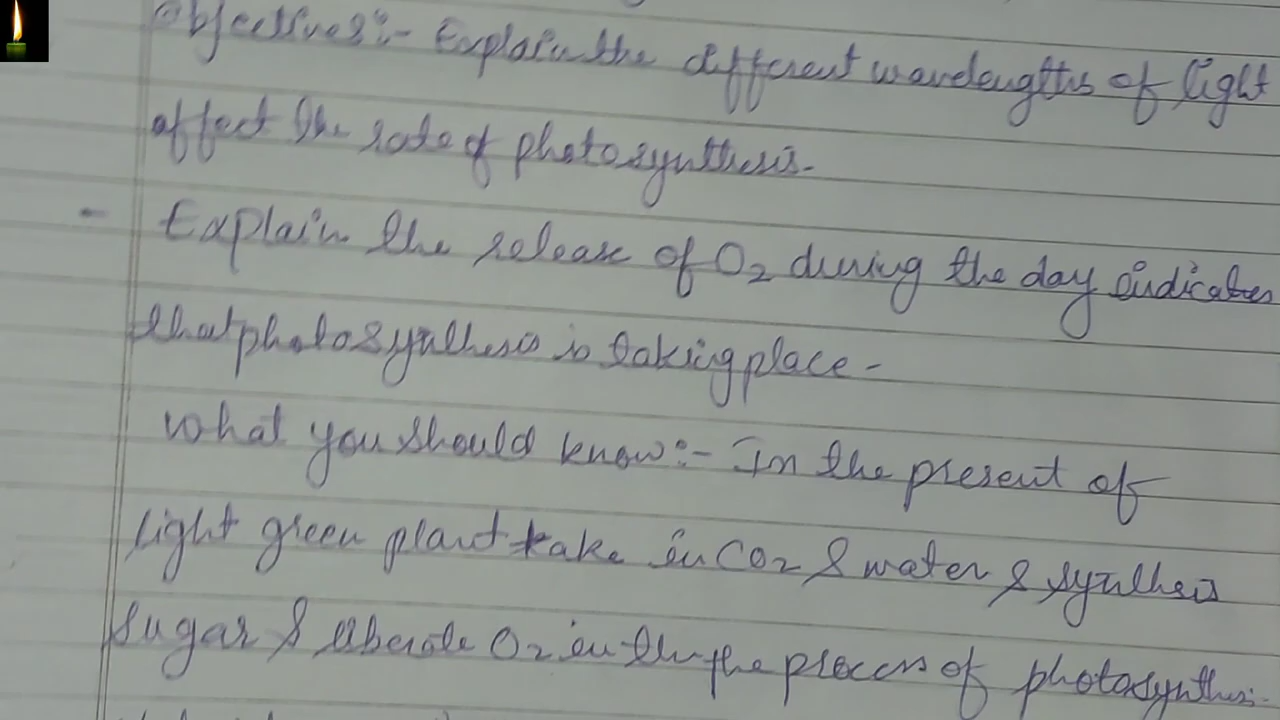 Objectives:- Explain the different wavelengths of light
affect the rate of photosynthesis.
- Explain the release of O2 during the day indicates
that photosynthesis is taking place -
What you should know:- In the present of
light green plant take in CO2 & water & synthesis
sugar & liberate O2 in the process of photosynthesis.